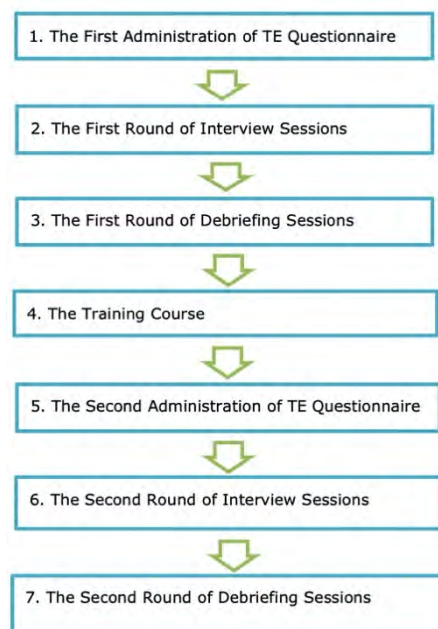 1. The First Administration of TE Questionnaire
2. The First Round of Interview Sessions
3. The First Round of Debriefing Sessions
4. The Training Course
5. The Second Administration of TE Questionnaire
6. The Second Round of Interview Sessions
7. The Second Round of Debriefing Sessions